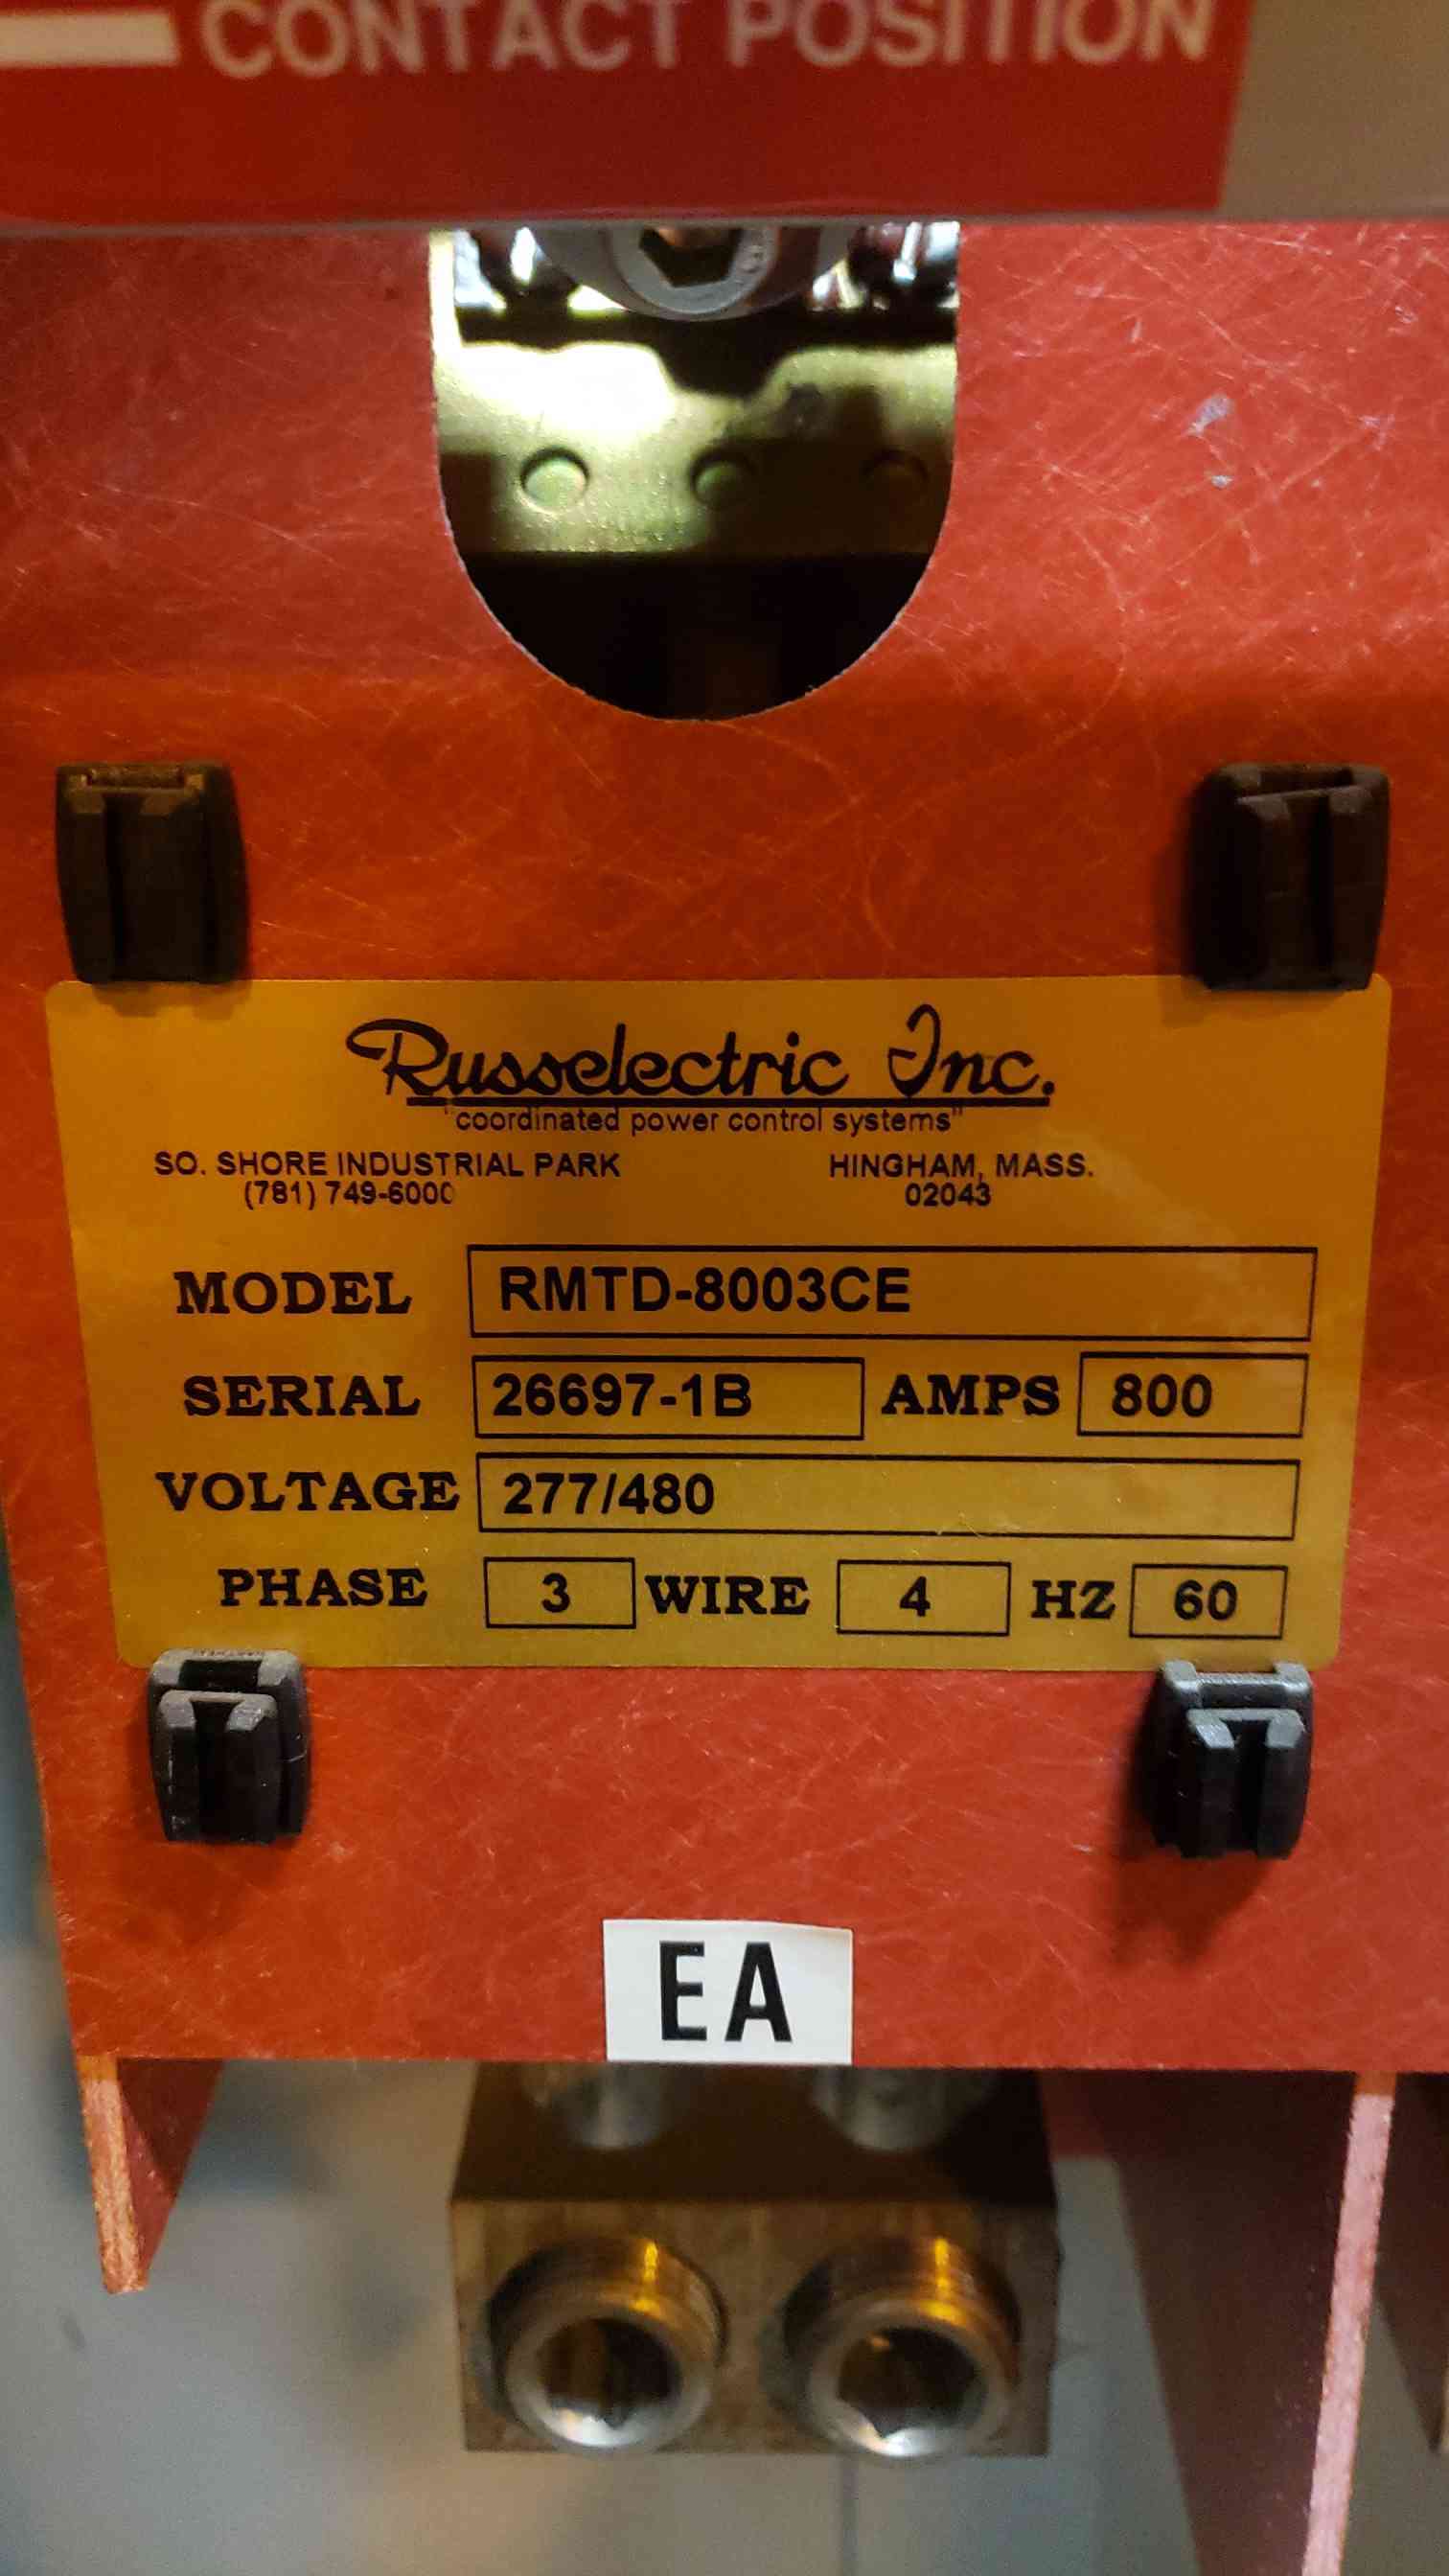 CONTACT POSITION
Russelectric Inc.
"coordinated power control systems"
SO. SHORE INDUSTRIAL PARK HINGHAM, MASS.
(781) 749-6000 02043
MODEL RMTD-8003CE
SERIAL 26697-1B AMPS 800
VOLTAGE 277/480
PHASE 3 WIRE 4 HZ 60
EA